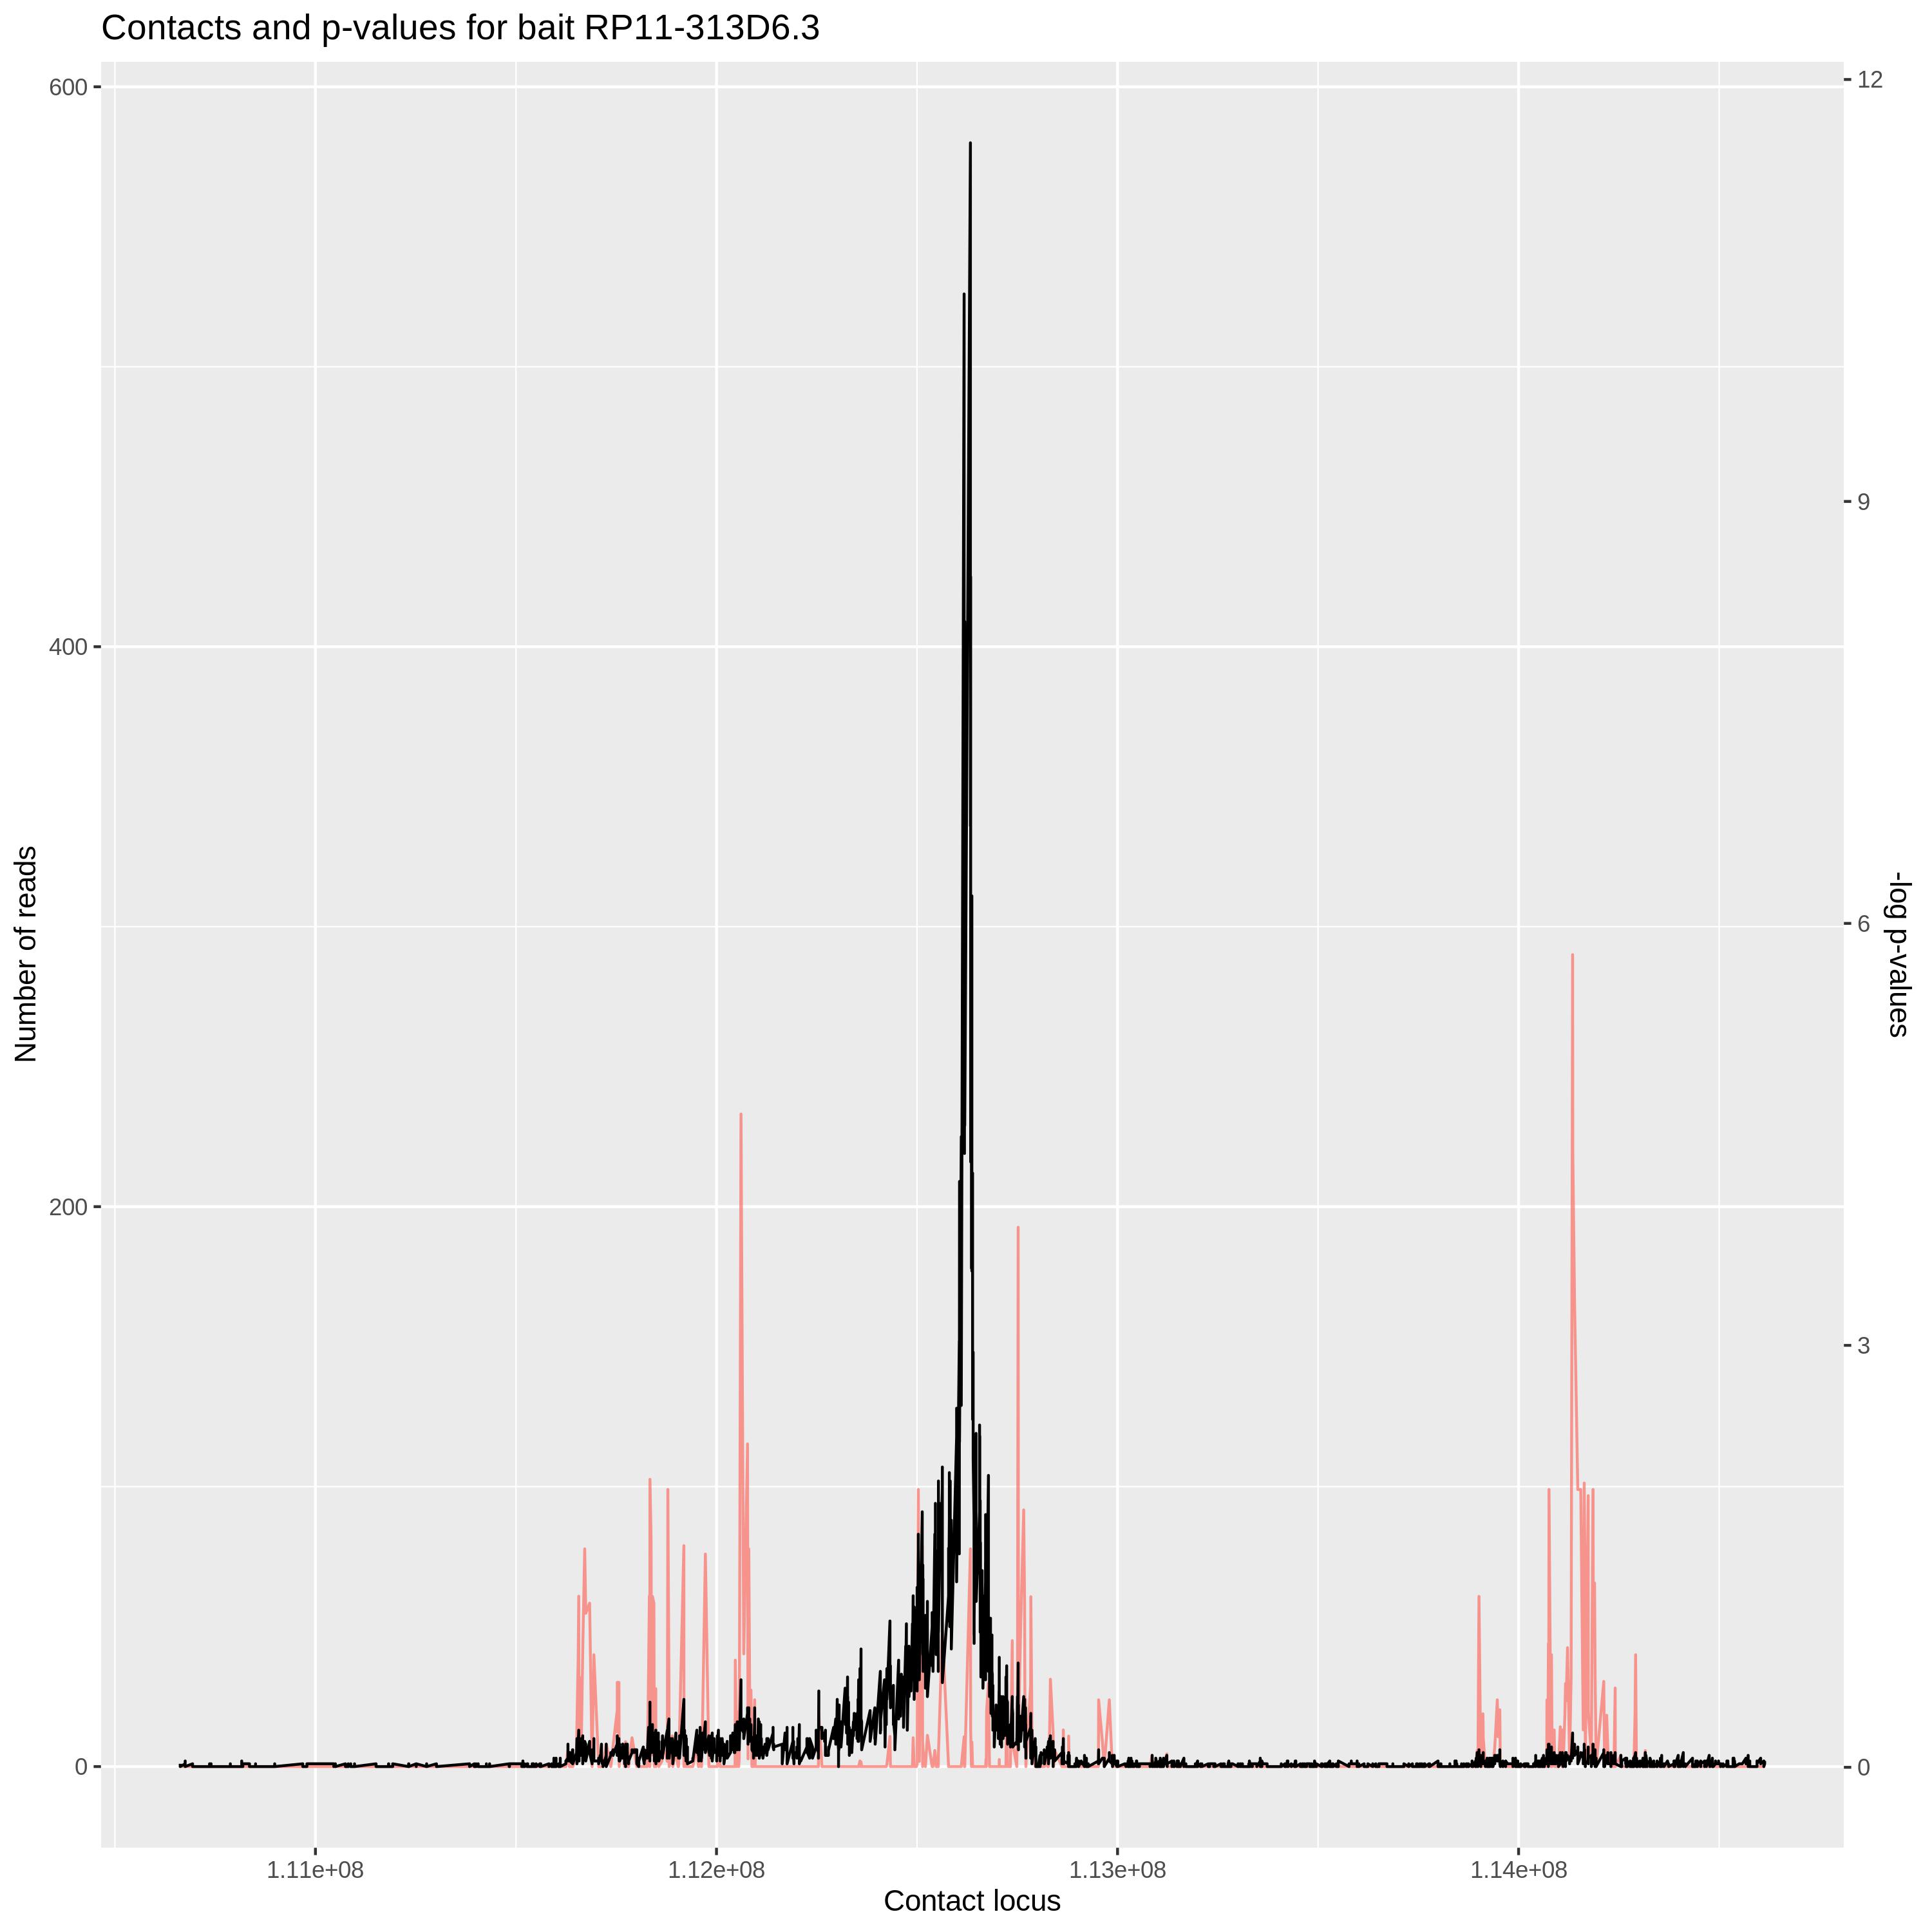 Contacts and p-values for bait RP11-313D6.3
600
400
200
0
12
9
6
3
0
Number of reads
-log p-values
1.11e+08
1.12e+08
1.13e+08
1.14e+08
Contact locus